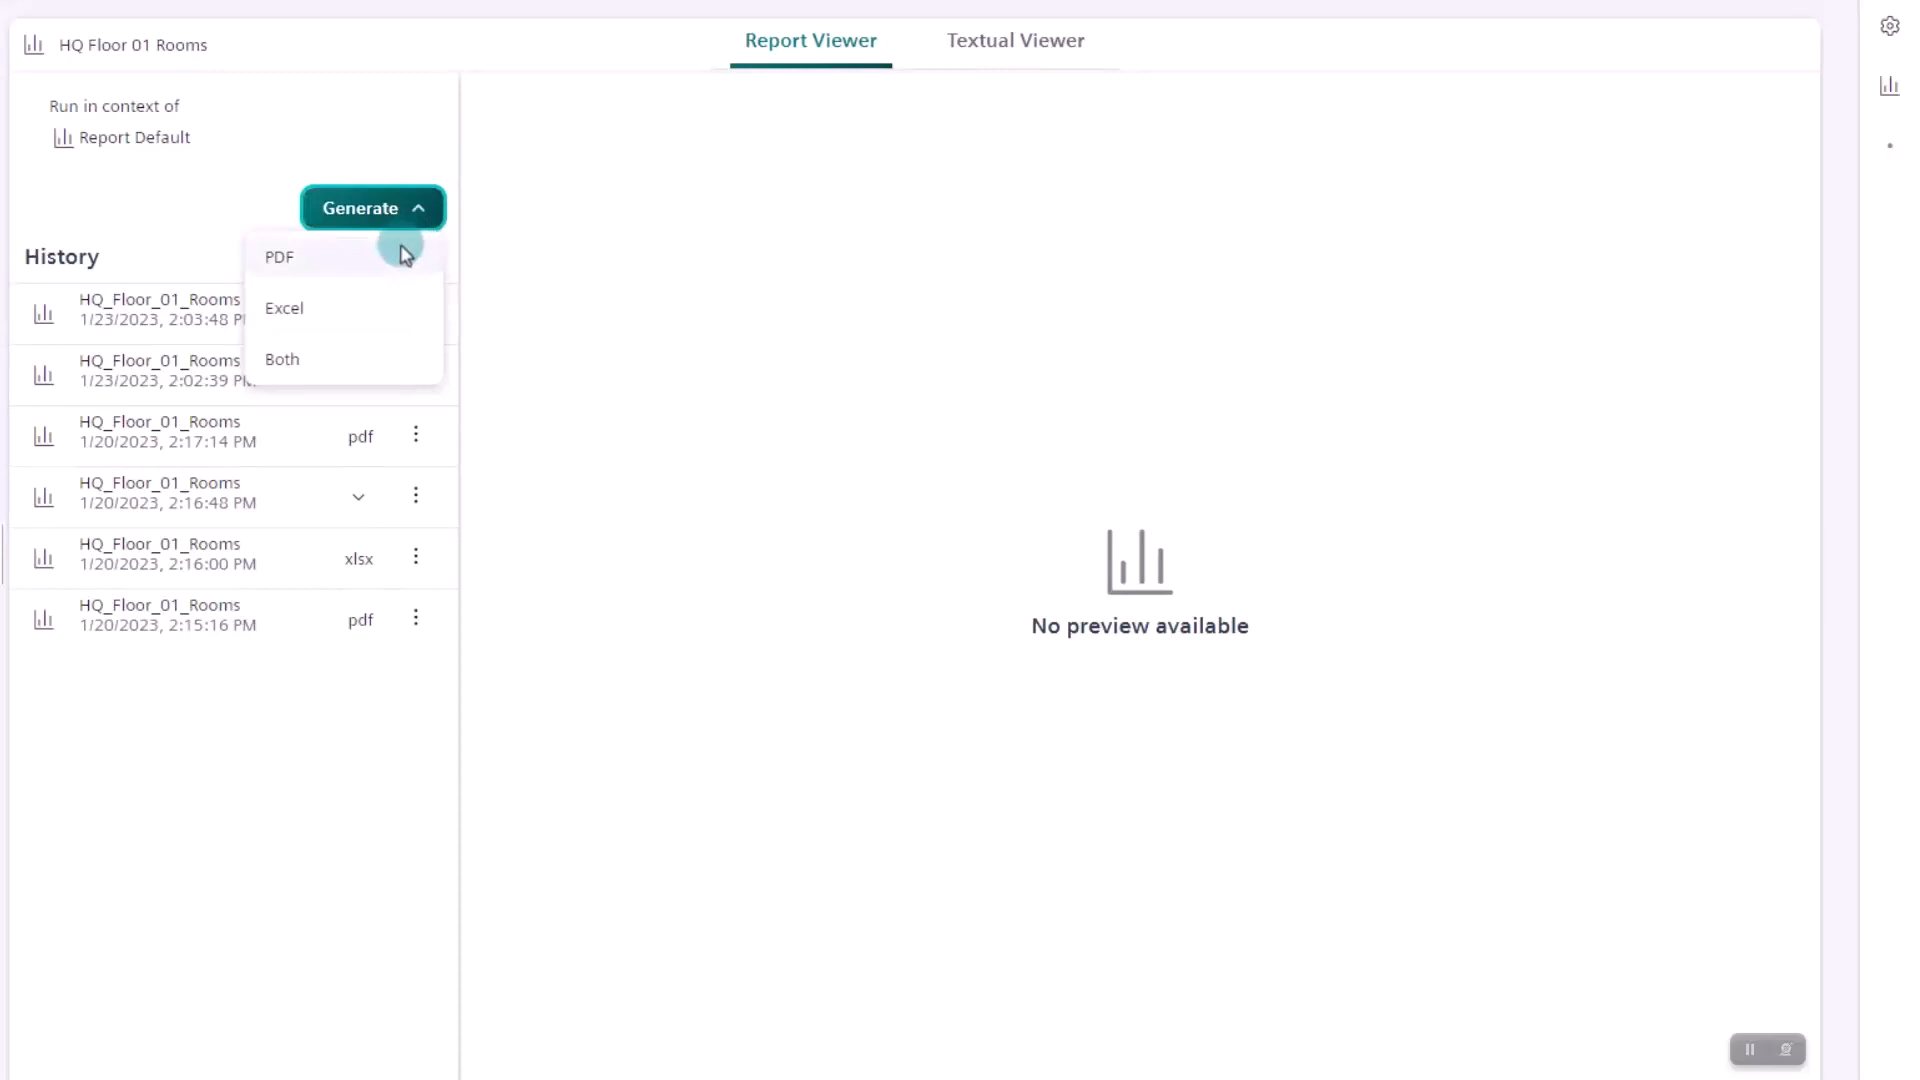 HQ Floor 01 Rooms
Report Viewer
Textual Viewer
Run in context of
Report Default
Generate
History
PDF
Excel
Both
HQ_Floor_01_Rooms
1/23/2023, 2:03:48
HQ_Floor_01_Rooms
1/23/2023, 2:02:39
HQ_Floor_01_Rooms
1/20/2023, 2:17:14 PM
pdf
HQ_Floor_01_Rooms
1/20/2023, 2:16:48 PM
HQ_Floor_01_Rooms
1/20/2023, 2:16:00 PM
xlsx
HQ_Floor_01_Rooms
1/20/2023, 2:15:16 PM
pdf
No preview available